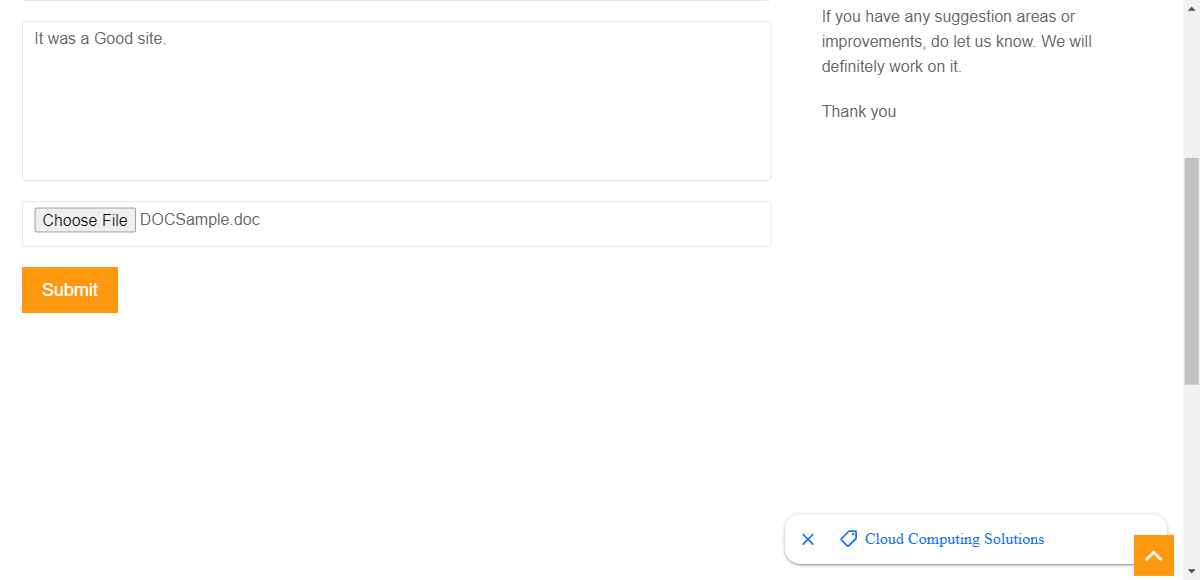 It was a Good site.
Choose File DOCSample.doc
Submit
If you have any suggestion areas or
improvements, do let us know. We will
definitely work on it.
Thank you
Cloud Computing Solutions